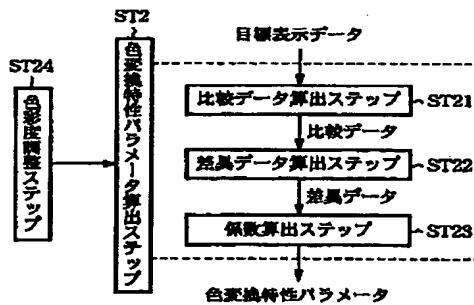 ST24
色彩度調整ステップ
ST2
色変換特性パラメータ算出ステップ
目標表示データ
比較データ算出ステップ
ST21
比較データ
差異データ算出ステップ
ST22
差異データ
係数算出ステップ
ST23
色変換特性パラメータ